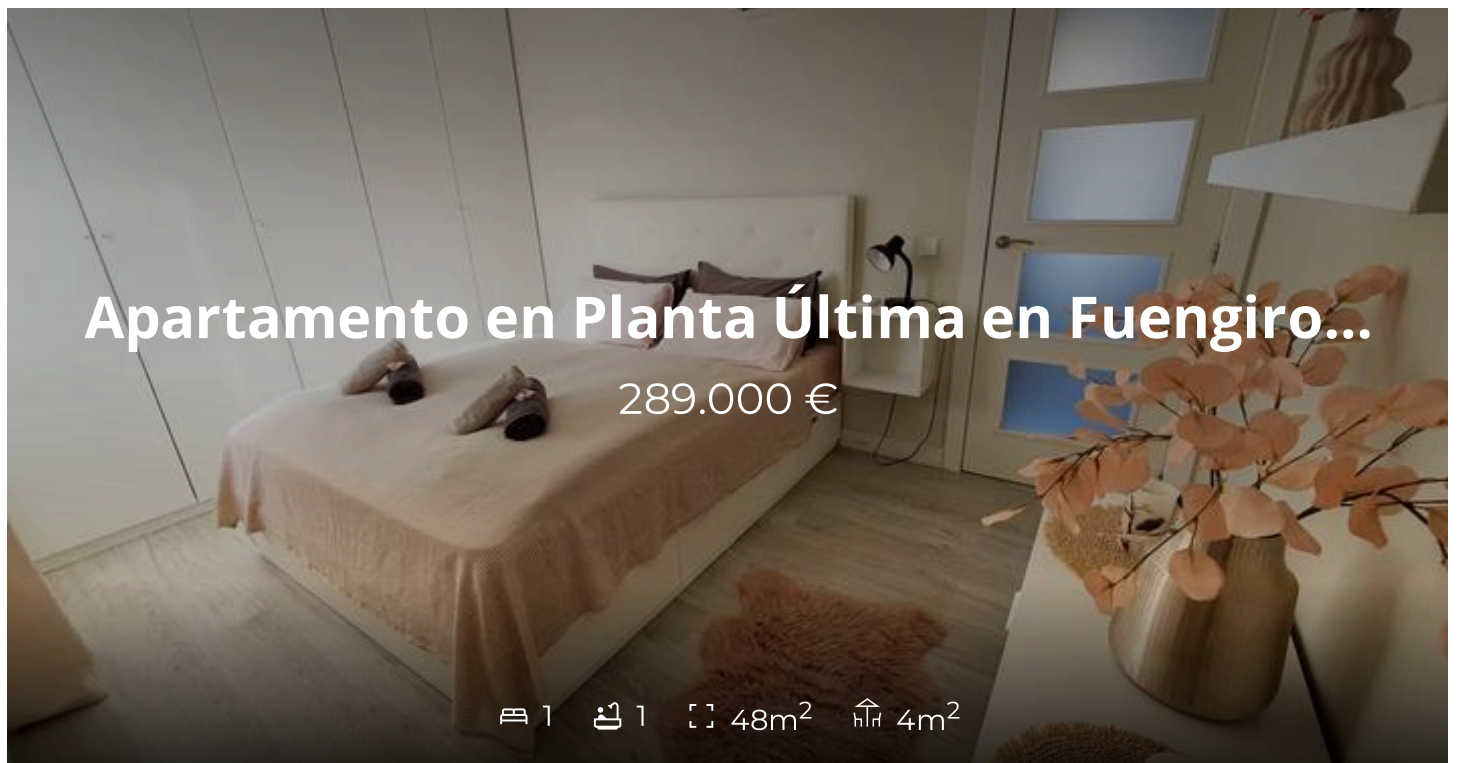 Apartamento en Planta Última en Fuengiro...
289.000 €
1 1 48m² 4m²